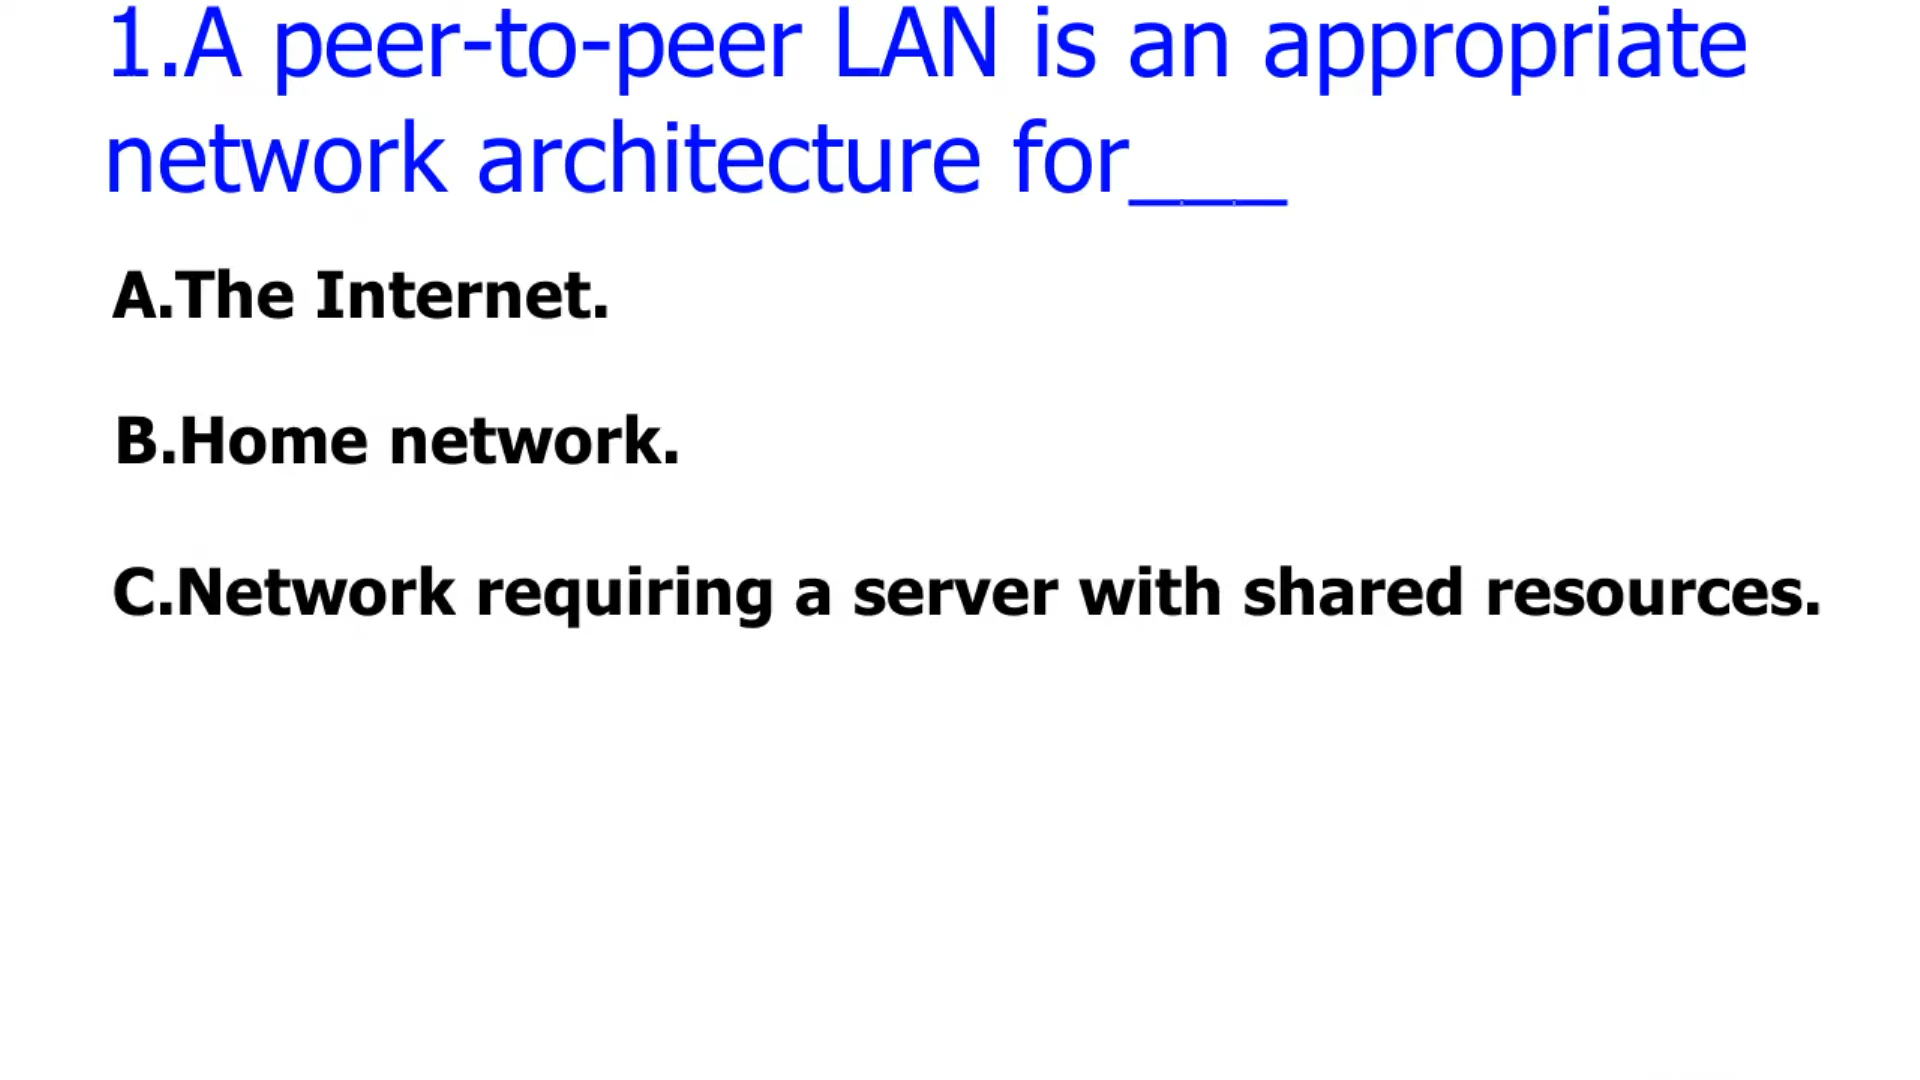 1.A peer-to-peer LAN is an appropriate
network architecture for___
A.The Internet.
B.Home network.
C.Network requiring a server with shared resources.